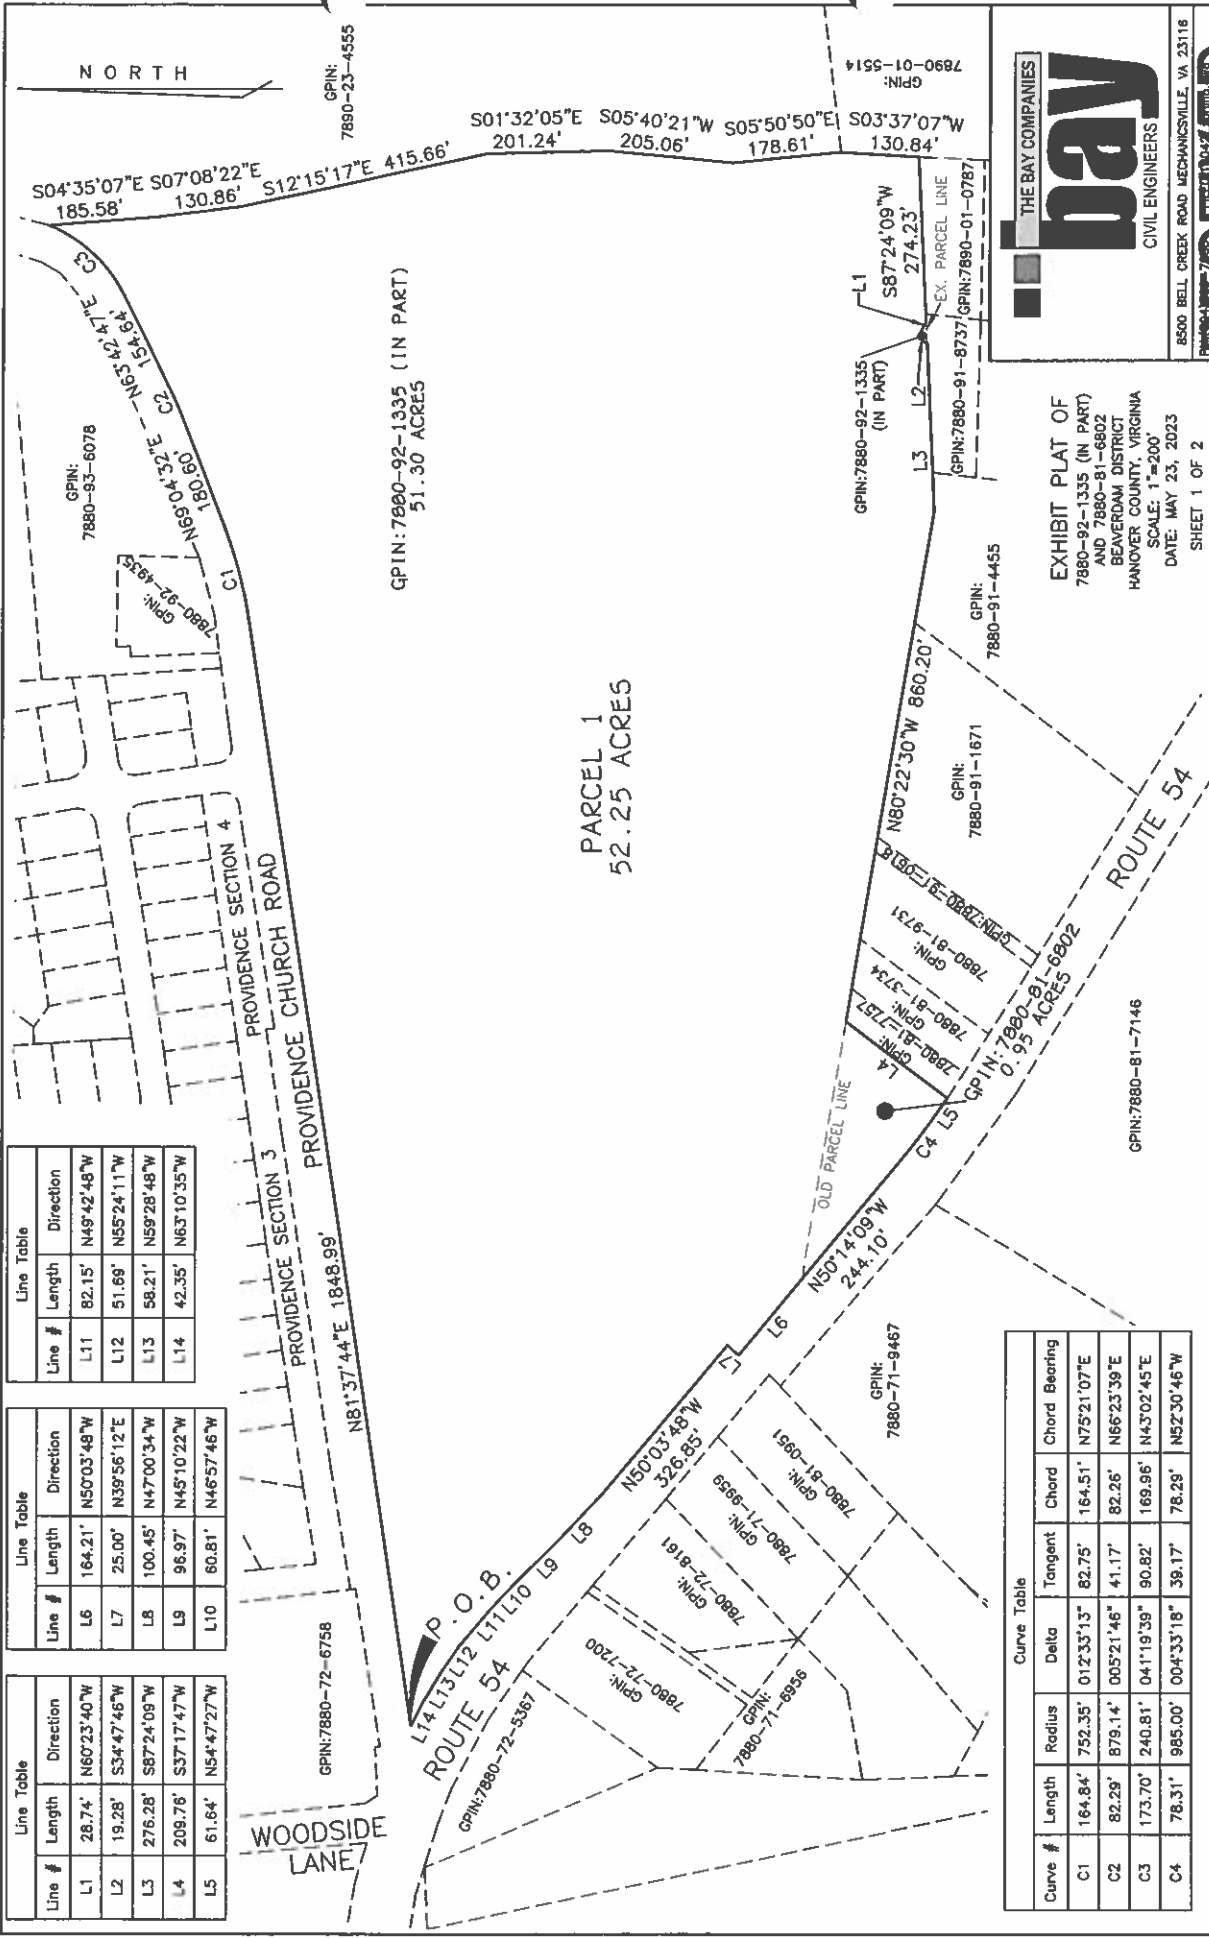 Line Table
Line # Length Direction
L1 28.74' N60°23'40"W
L2 19.28' S34°47'46"W
L3 276.28' S87°24'09"W
L4 209.76' S37°17'47"W
L5 61.64' N54°47'27"W
Line Table
Line # Length Direction
L6 164.21' N50°03'48"W
L7 25.00' N39°56'12"E
L8 100.45' N47°00'34"W
L9 96.97' N45°10'22"W
L10 60.81' N46°57'46"W
Line Table
Line # Length Direction
L11 82.15' N49°42'48"W
L12 51.69' N55°24'11"W
L13 58.21' N59°28'48"W
L14 42.35' N63°10'35"W
NORTH
GPIN:
7890-23-4555
GPIN:
7880-93-6078
GPIN:
7880-92-4935
S04°35'07"E
185.58'
S07°08'22"E
130.86'
S12°15'17"E 415.66'
S01°32'05"E
201.24'
S05°40'21"W
205.06'
S05°50'50"E
178.61'
S03°37'07"W
130.84'
GPIN:
7890-01-5514
C3
N63°42'47"E
154.64'
C2
N69°04'32"E
180.60'
C1
PROVIDENCE SECTION 4
PROVIDENCE SECTION 3
PROVIDENCE CHURCH ROAD
N81°37'44"E 1848.99'
GPIN:7880-72-6758
WOODSIDE
LANE
GPIN:7880-92-1335 (IN PART)
51.30 ACRES
PARCEL 1
52.25 ACRES
P.O.B.
L14
L13
L12
L11
L10
L9
L8
N50°03'48"W
326.85'
L7
L6
N50°14'09"W
244.10'
C4
L5
L4
OLD PARCEL LINE
ROUTE 54
GPIN:7880-72-5367
GPIN:
7880-72-7200
GPIN:
7880-71-6956
GPIN:
7880-72-8161
GPIN:
7880-71-9959
GPIN:
7880-81-0951
GPIN:
7880-71-9467
GPIN:7880-81-6802
0.95 ACRES
GPIN:7880-81-7146
GPIN:
7880-81-7257
GPIN:
7880-81-3734
GPIN:
7880-81-9731
GPIN:7880-91-0618
N80°22'30"W 860.20'
GPIN:
7880-91-1671
GPIN:
7880-91-4455
ROUTE 54
GPIN:7880-92-1335
(IN PART)
L3
L2
L1
S87°24'09"W
274.23'
EX. PARCEL LINE
GPIN:7880-91-8737
GPIN:7890-01-0787
Curve Table
Curve # Length Radius Delta Tangent Chord Chord Bearing
C1 164.84' 752.35' 012°33'13" 82.75' 164.51' N75°21'07"E
C2 82.29' 879.14' 005°21'46" 41.17' 82.26' N66°23'39"E
C3 173.70' 240.81' 041°19'39" 90.82' 169.96' N43°02'45"E
C4 78.31' 985.00' 004°33'18" 39.17' 78.29' N52°30'46"W
EXHIBIT PLAT OF
7880-92-1335 (IN PART)
AND 7880-81-6802
BEAVERDAM DISTRICT
HANOVER COUNTY, VIRGINIA
SCALE: 1"=200'
DATE: MAY 23, 2023
SHEET 1 OF 2
THE BAY COMPANIES
bay
CIVIL ENGINEERS
8500 BELL CREEK ROAD MECHANICSVILLE, VA 23116